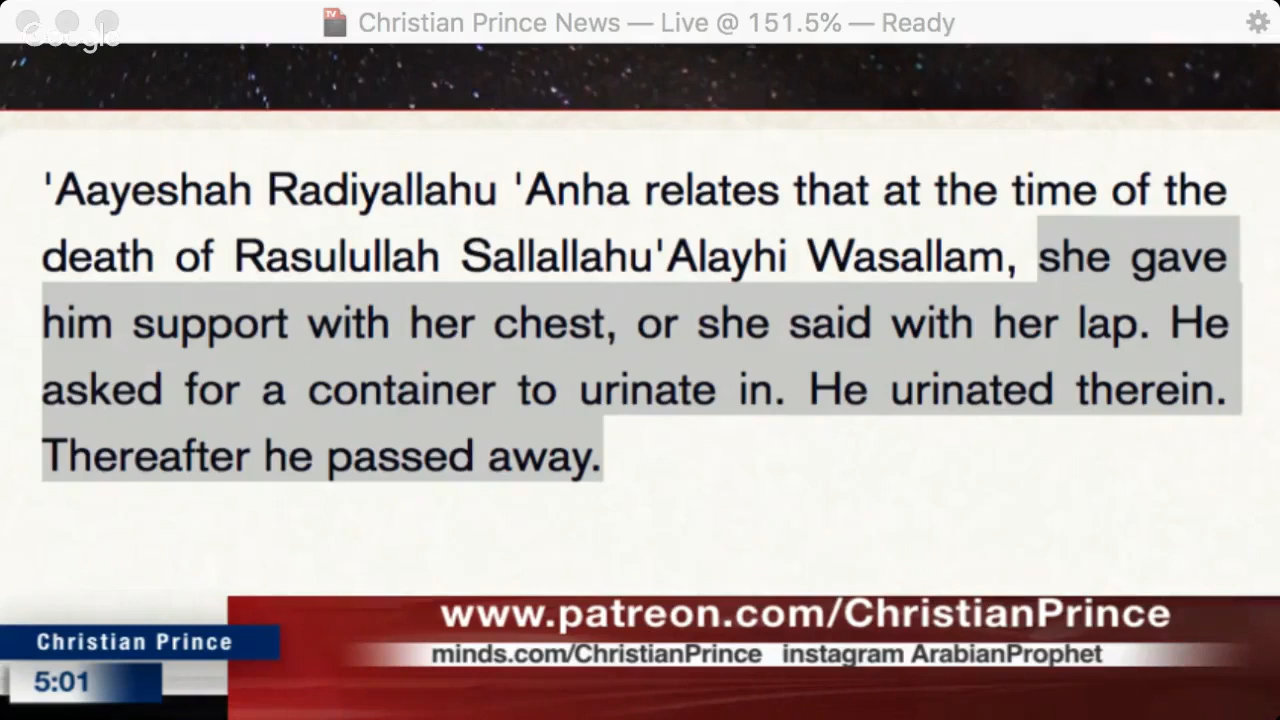 Christian Prince News — Live @ 151.5% — Ready
Google
TV
'Aayeshah Radiyallahu 'Anha relates that at the time of the
death of Rasulullah Sallallahu'Alayhi Wasallam, she gave
him support with her chest, or she said with her lap. He
asked for a container to urinate in. He urinated therein.
Thereafter he passed away.
www.patreon.com/ChristianPrince
Christian Prince
minds.com/ChristianPrince instagram ArabianProphet
5:01